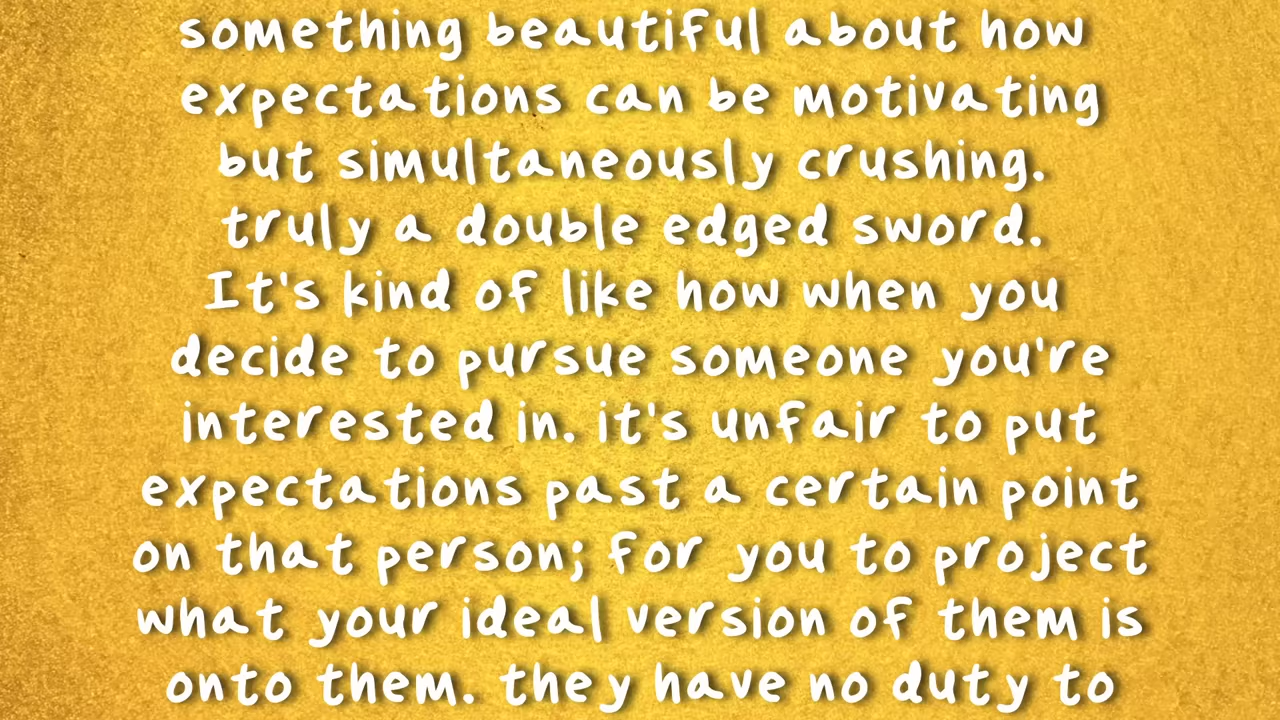 something beautiful about how
expectations can be motivating
but simultaneously crushing.
truly a double edged sword.
It's kind of like how when you
decide to pursue someone you're
interested in. it's unfair to put
expectations past a certain point
on that person; for you to project
what your ideal version of them is
onto them. they have no duty to